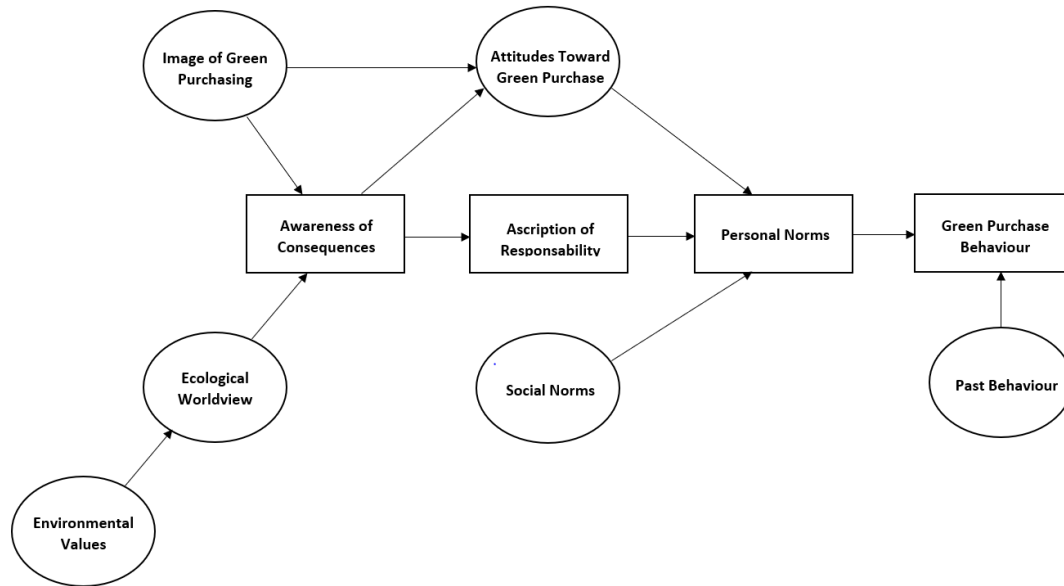 Image of Green
Purchasing
Attitudes Toward
Green Purchase
Awareness of
Consequences
Ascription of
Responsability
Personal Norms
Green Purchase
Behaviour
Ecological
Worldview
Social Norms
Past Behaviour
Environmental
Values